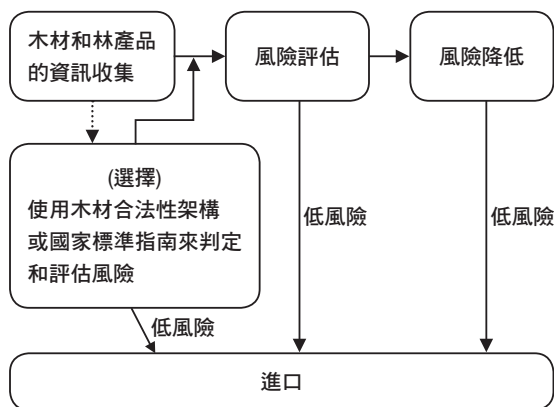 木材和林產品
的資訊收集
風險評估
風險降低
(選擇)
使用木材合法性架構
或國家標準指南來判定
和評估風險
低風險
低風險
低風險
進口